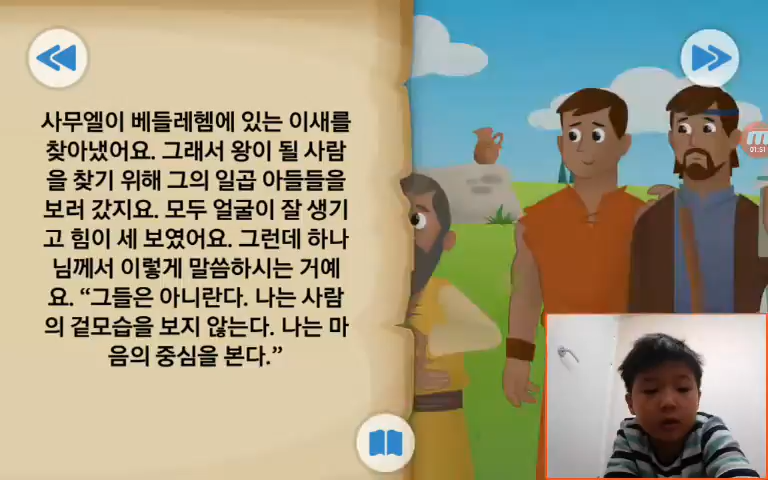 사무엘이 베들레헴에 있는 이새를
찾아냈어요. 그래서 왕이 될 사람
을 찾기 위해 그의 일곱 아들들을
보러 갔지요. 모두 얼굴이 잘 생기
고 힘이 세 보였어요. 그런데 하나
님께서 이렇게 말씀하시는 거예
요. “그들은 아니란다. 나는 사람
의 겉모습을 보지 않는다. 나는 마
음의 중심을 본다.”
01:51